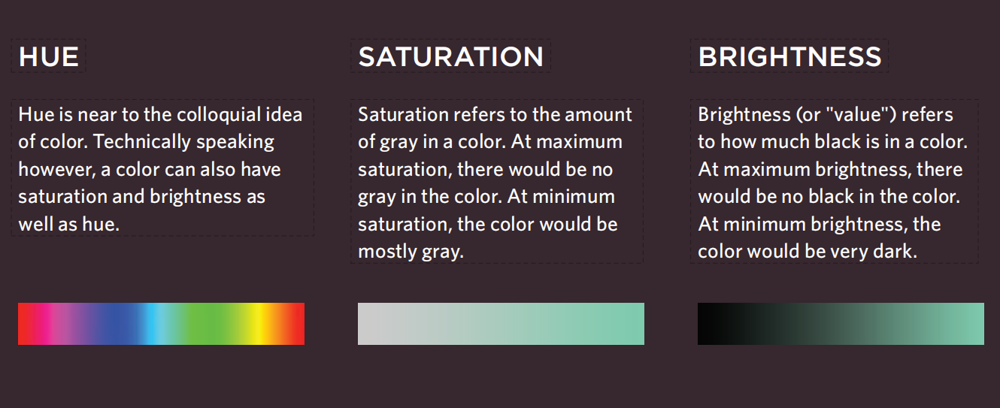 HUE
Hue is near to the colloquial idea
of color. Technically speaking
however, a color can also have
saturation and brightness as
well as hue.
SATURATION
Saturation refers to the amount
of gray in a color. At maximum
saturation, there would be no
gray in the color. At minimum
saturation, the color would be
mostly gray.
BRIGHTNESS
Brightness (or "value") refers
to how much black is in a color.
At maximum brightness, there
would be no black in the color.
At minimum brightness, the
color would be very dark.